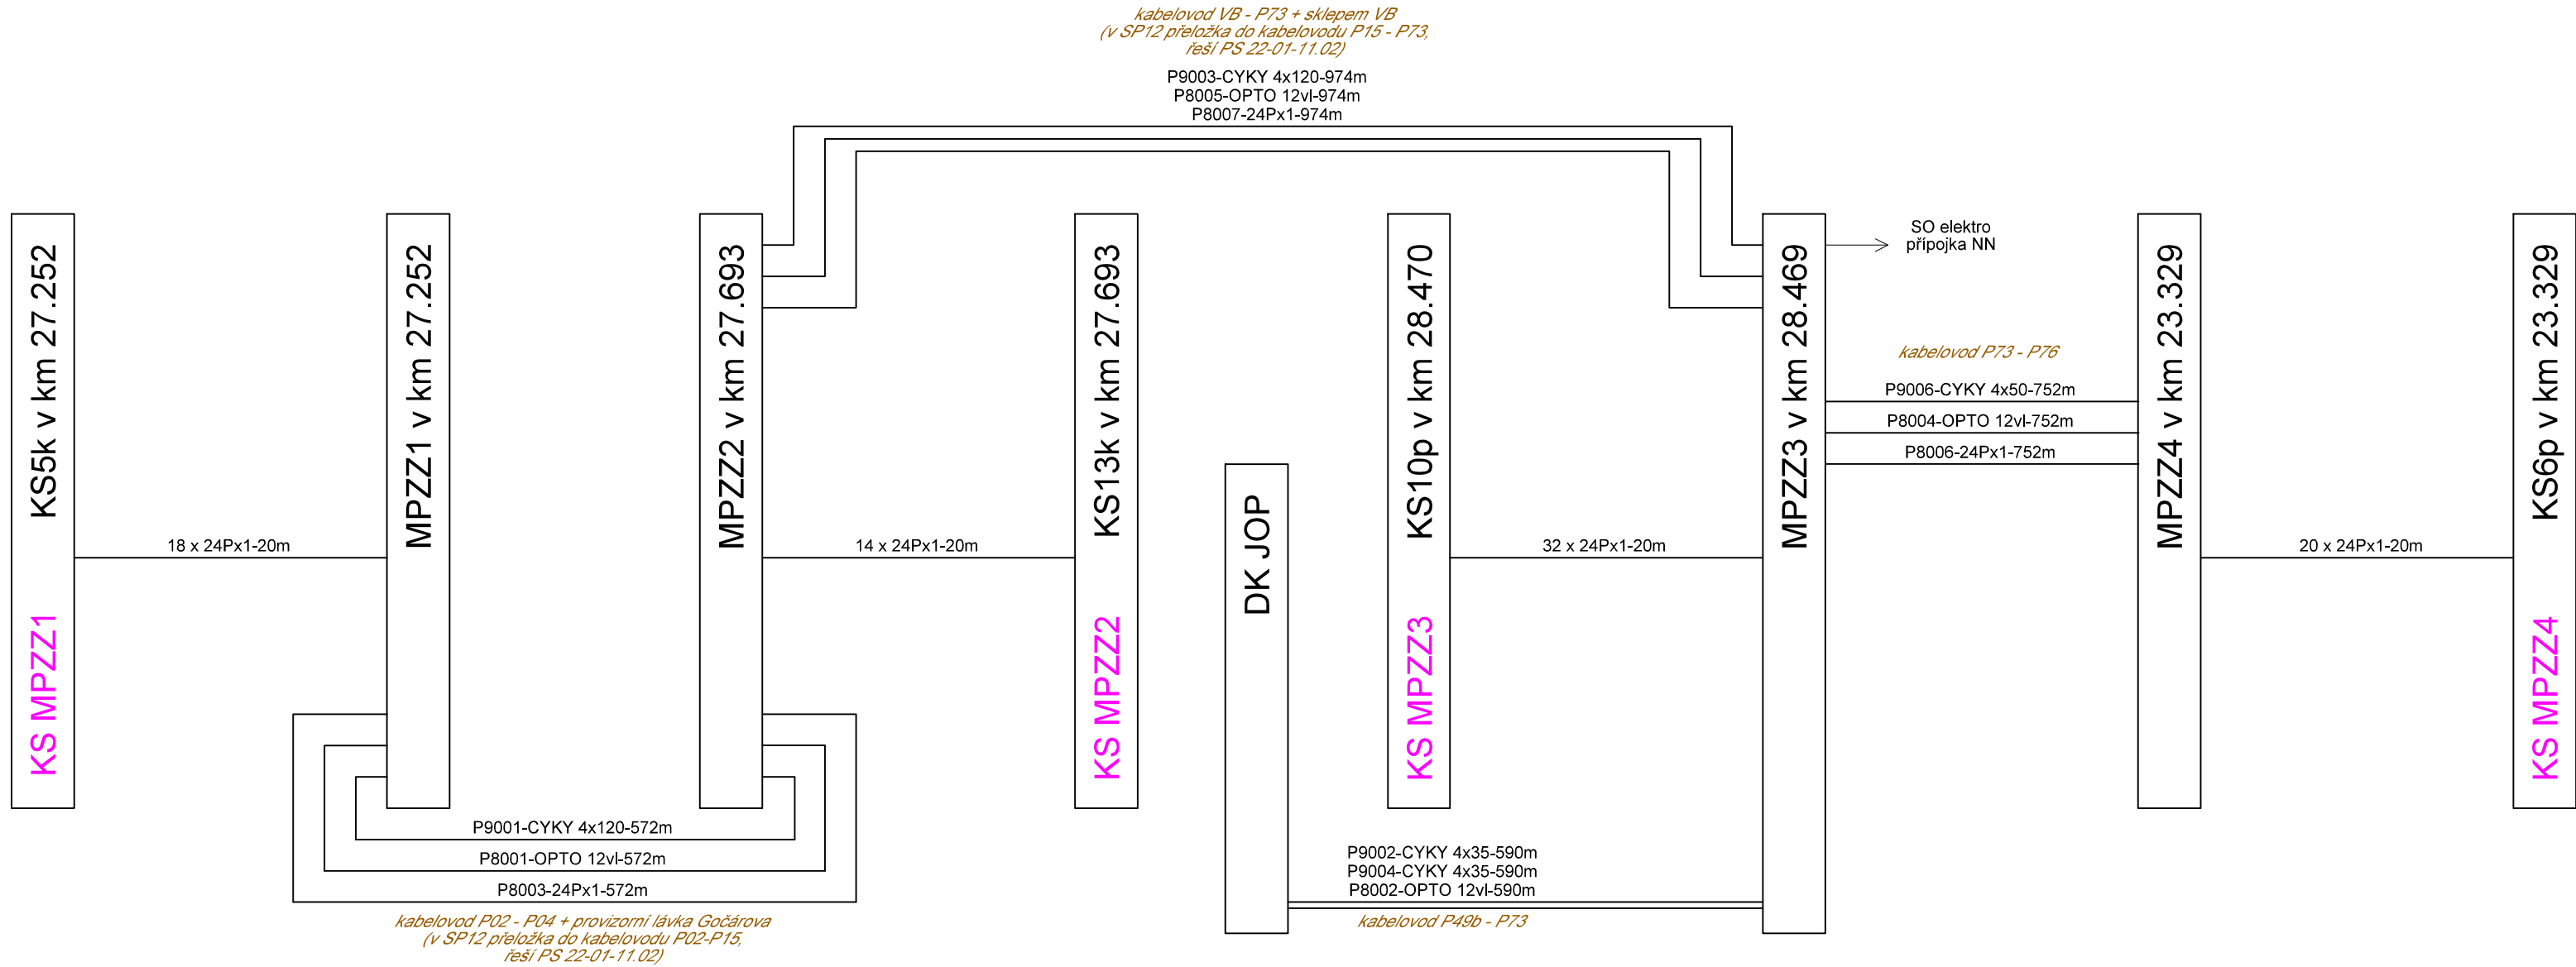 kabelovod VB - P73 + sklepem VB
(v SP12 přeložka do kabelovodu P15 - P73,
řeší PS 22-01-11.02)
P9003-CYKY 4x120-974m
P8005-OPTO 12vl-974m
P8007-24Px1-974m
KS5k v km 27.252
KS MPZZ1
18 x 24Px1-20m
MPZZ1 v km 27.252
MPZZ2 v km 27.693
14 x 24Px1-20m
KS13k v km 27.693
KS MPZZ2
DK JOP
KS10p v km 28.470
KS MPZZ3
32 x 24Px1-20m
MPZZ3 v km 28.469
SO elektro
přípojka NN
kabelovod P73 - P76
P9006-CYKY 4x50-752m
P8004-OPTO 12vl-752m
P8006-24Px1-752m
MPZZ4 v km 23.329
20 x 24Px1-20m
KS6p v km 23.329
KS MPZZ4
P9001-CYKY 4x120-572m
P8001-OPTO 12vl-572m
P8003-24Px1-572m
kabelovod P02 - P04 + provizorní lávka Gočárova
(v SP12 přeložka do kabelovodu P02-P15,
řeší PS 22-01-11.02)
P9002-CYKY 4x35-590m
P9004-CYKY 4x35-590m
P8002-OPTO 12vl-590m
kabelovod P49b - P73